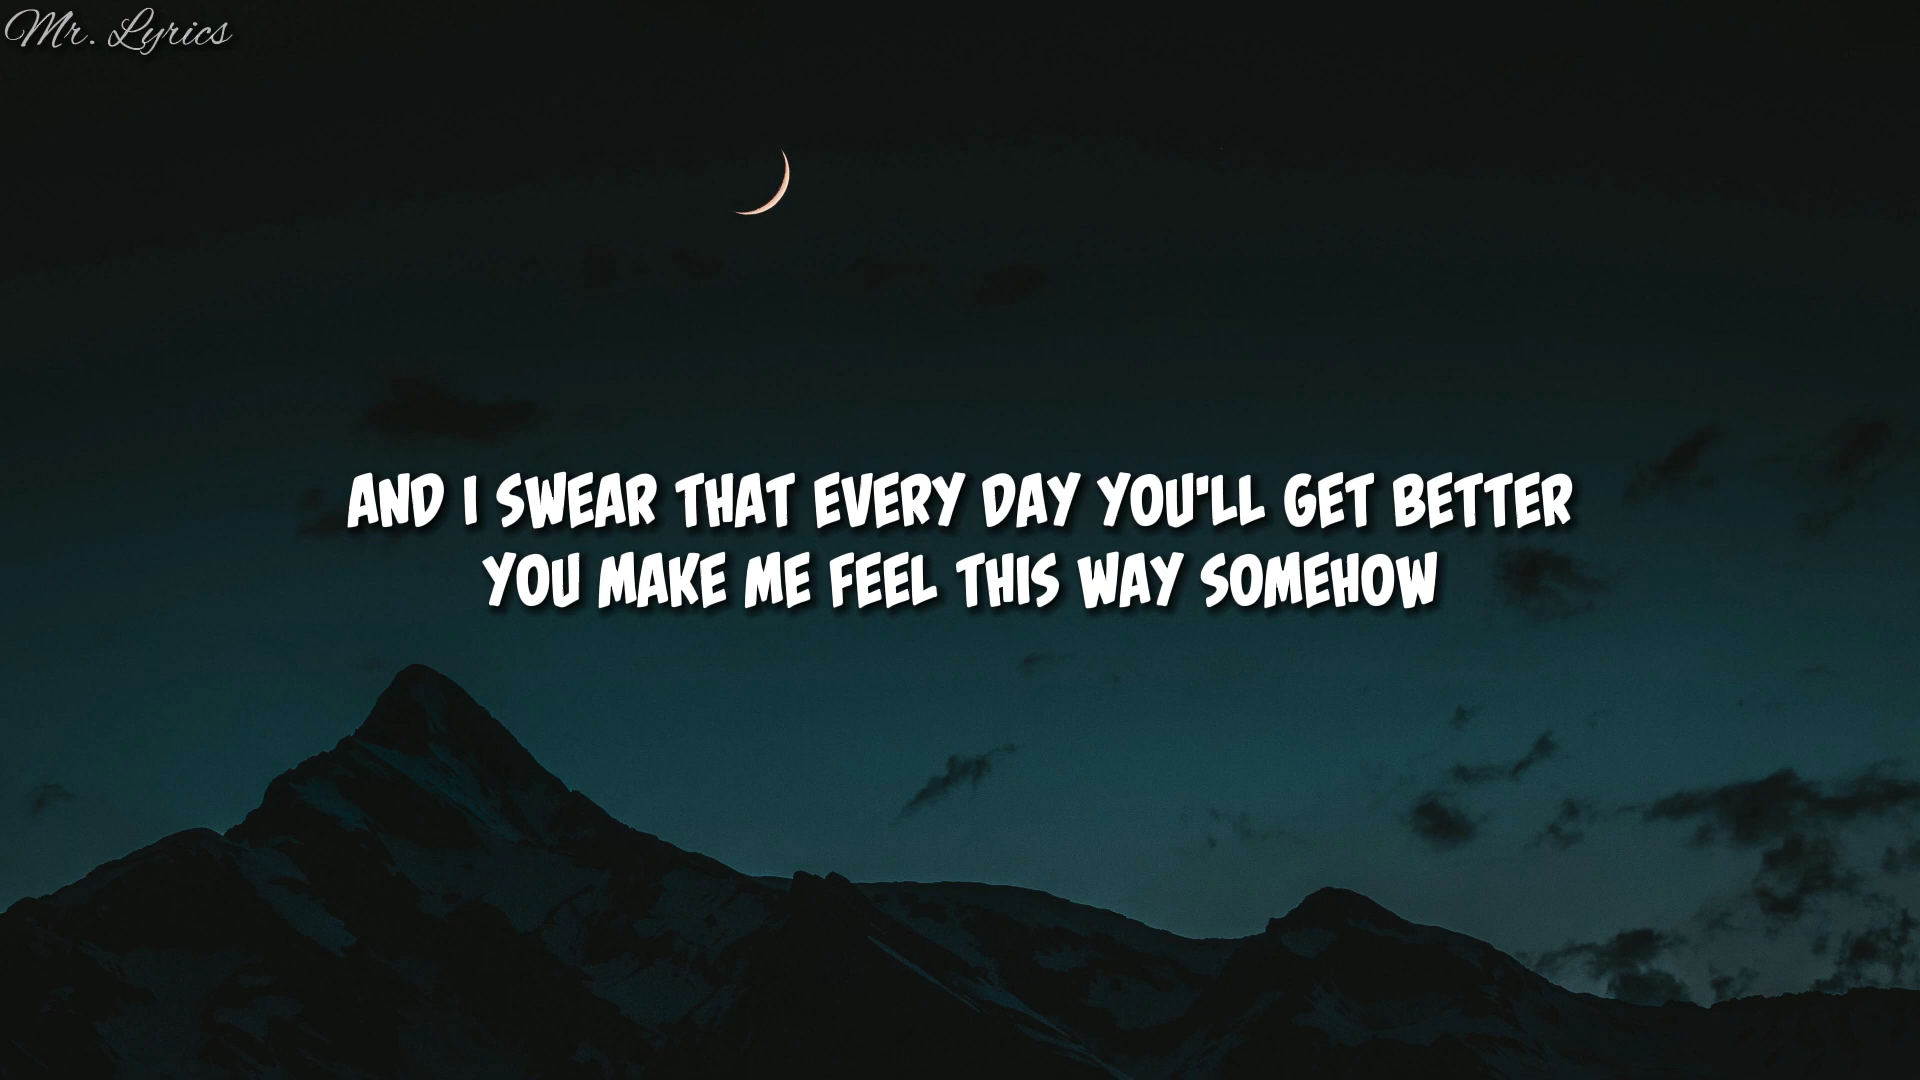 Mr. Lyrics
AND I SWEAR THAT EVERY DAY YOU'LL GET BETTER
YOU MAKE ME FEEL THIS WAY SOMEHOW